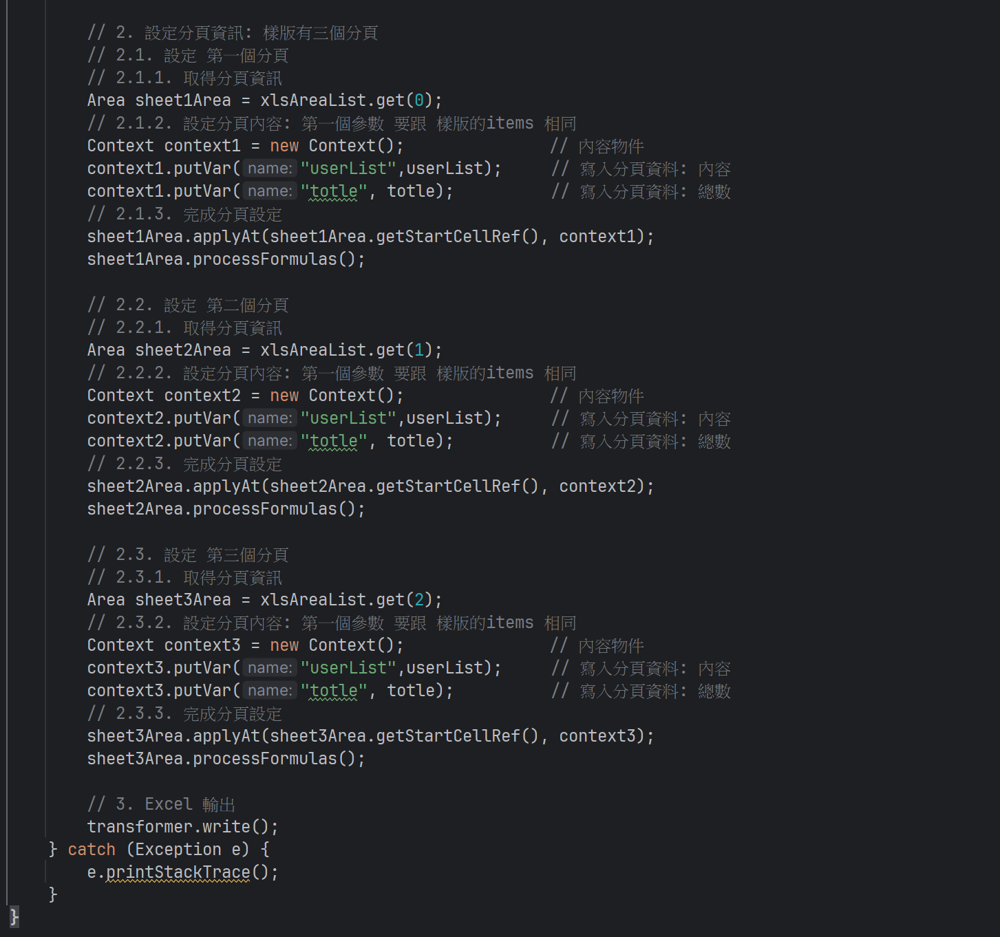 // 2. 設定分頁資訊: 樣版有三個分頁
// 2.1. 設定 第一個分頁
// 2.1.1. 取得分頁資訊
Area sheet1Area = xlsAreaList.get(0);
// 2.1.2. 設定分頁內容: 第一個參數 要跟 樣版的items 相同
Context context1 = new Context(); // 內容物件
context1.putVar( name: "userList",userList); // 寫入分頁資料: 內容
context1.putVar( name: "totle", totle); // 寫入分頁資料: 總數
// 2.1.3. 完成分頁設定
sheet1Area.applyAt(sheet1Area.getStartCellRef(), context1);
sheet1Area.processFormulas();
// 2.2. 設定 第二個分頁
// 2.2.1. 取得分頁資訊
Area sheet2Area = xlsAreaList.get(1);
// 2.2.2. 設定分頁內容: 第一個參數 要跟 樣版的items 相同
Context context2 = new Context(); // 內容物件
context2.putVar( name: "userList",userList); // 寫入分頁資料: 內容
context2.putVar( name: "totle", totle); // 寫入分頁資料: 總數
// 2.2.3. 完成分頁設定
sheet2Area.applyAt(sheet2Area.getStartCellRef(), context2);
sheet2Area.processFormulas();
// 2.3. 設定 第三個分頁
// 2.3.1. 取得分頁資訊
Area sheet3Area = xlsAreaList.get(2);
// 2.3.2. 設定分頁內容: 第一個參數 要跟 樣版的items 相同
Context context3 = new Context(); // 內容物件
context3.putVar( name: "userList",userList); // 寫入分頁資料: 內容
context3.putVar( name: "totle", totle); // 寫入分頁資料: 總數
// 2.3.3. 完成分頁設定
sheet3Area.applyAt(sheet3Area.getStartCellRef(), context3);
sheet3Area.processFormulas();
// 3. Excel 輸出
transformer.write();
} catch (Exception e) {
e.printStackTrace();
}
}